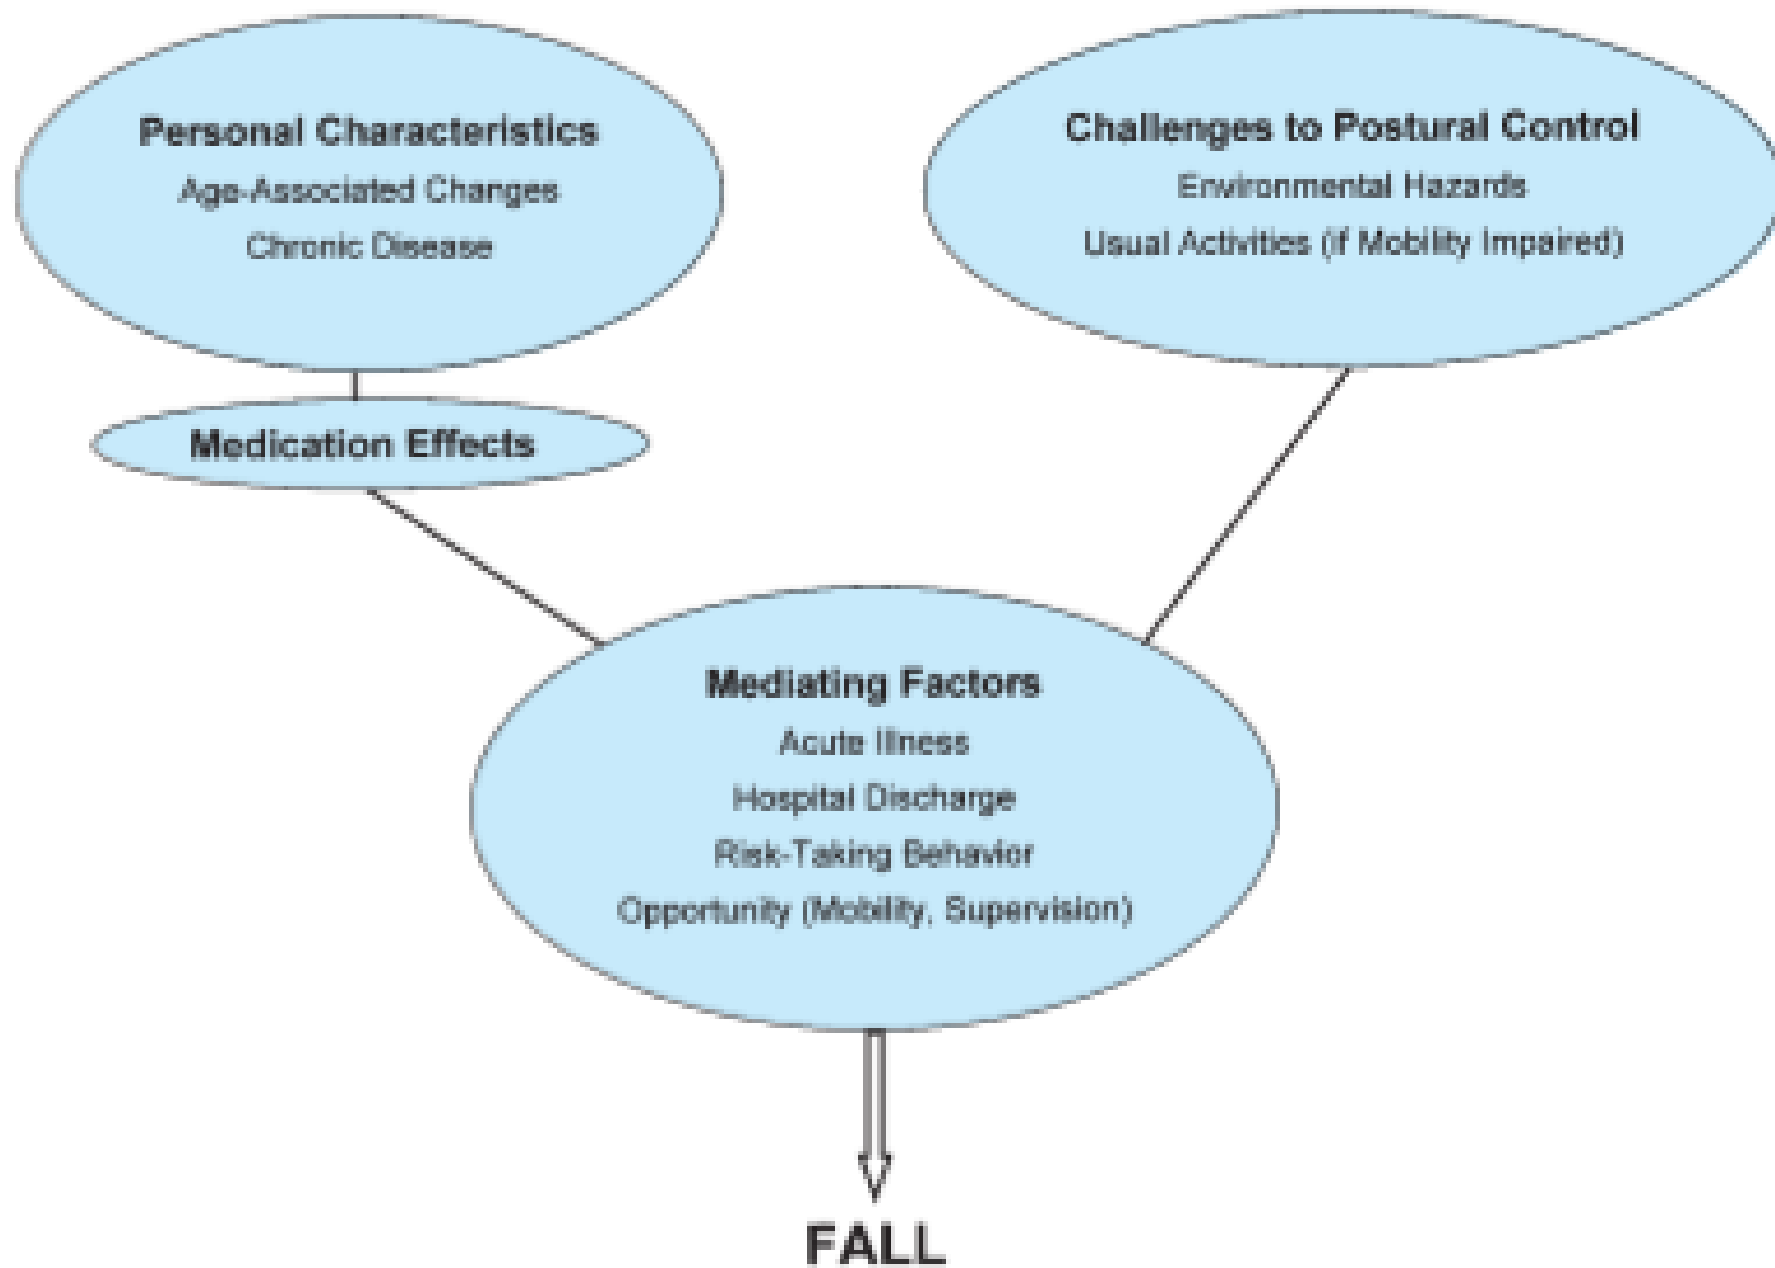 Personal Characteristics
Age-Associated Changes
Chronic Disease
Challenges to Postural Control
Environmental Hazards
Usual Activities (if Mobility Impaired)
Medication Effects
Mediating Factors
Acute Illness
Hospital Discharge
Risk-Taking Behavior
Opportunity (Mobility, Supervision)
FALL